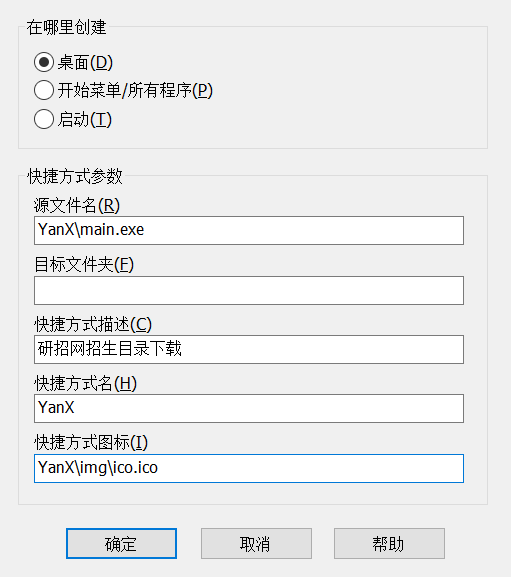 在哪里创建
桌面(D)
开始菜单/所有程序(P)
启动(T)
快捷方式参数
源文件名(R)
YanX\main.exe
目标文件夹(F)
快捷方式描述(C)
研招网招生目录下载
快捷方式名(H)
YanX
快捷方式图标(I)
YanX\img\ico.ico
确定 取消 帮助